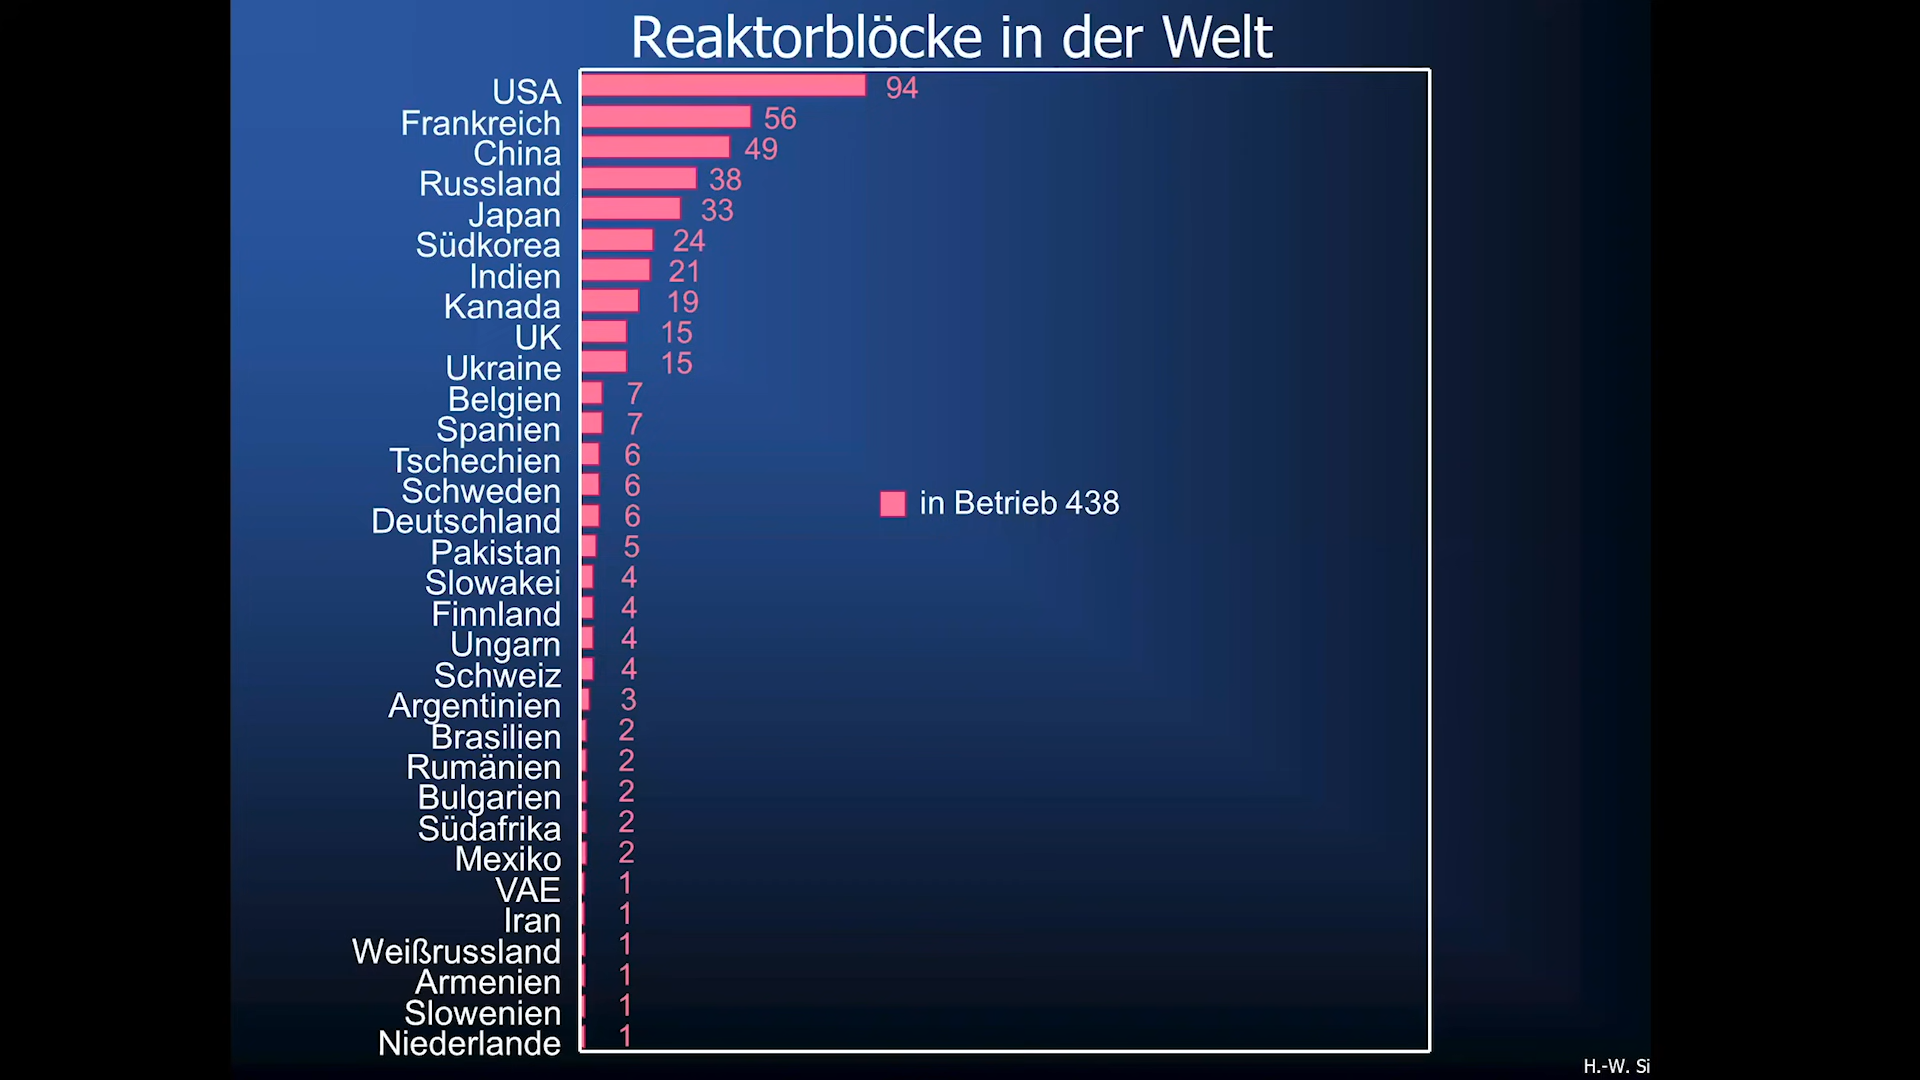 Reaktorblöcke in der Welt
USA 94
Frankreich 56
China 49
Russland 38
Japan 33
Südkorea 24
Indien 21
Kanada 19
UK 15
Ukraine 15
Belgien 7
Spanien 7
Tschechien 6
Schweden 6
in Betrieb 438
Deutschland 6
Pakistan 5
Slowakei 4
Finnland 4
Ungarn 4
Schweiz 4
Argentinien 3
Brasilien 2
Rumänien 2
Bulgarien 2
Südafrika 2
Mexiko 2
VAE 1
Iran 1
Weißrussland 1
Armenien 1
Slowenien 1
Niederlande 1
H.-W. Si